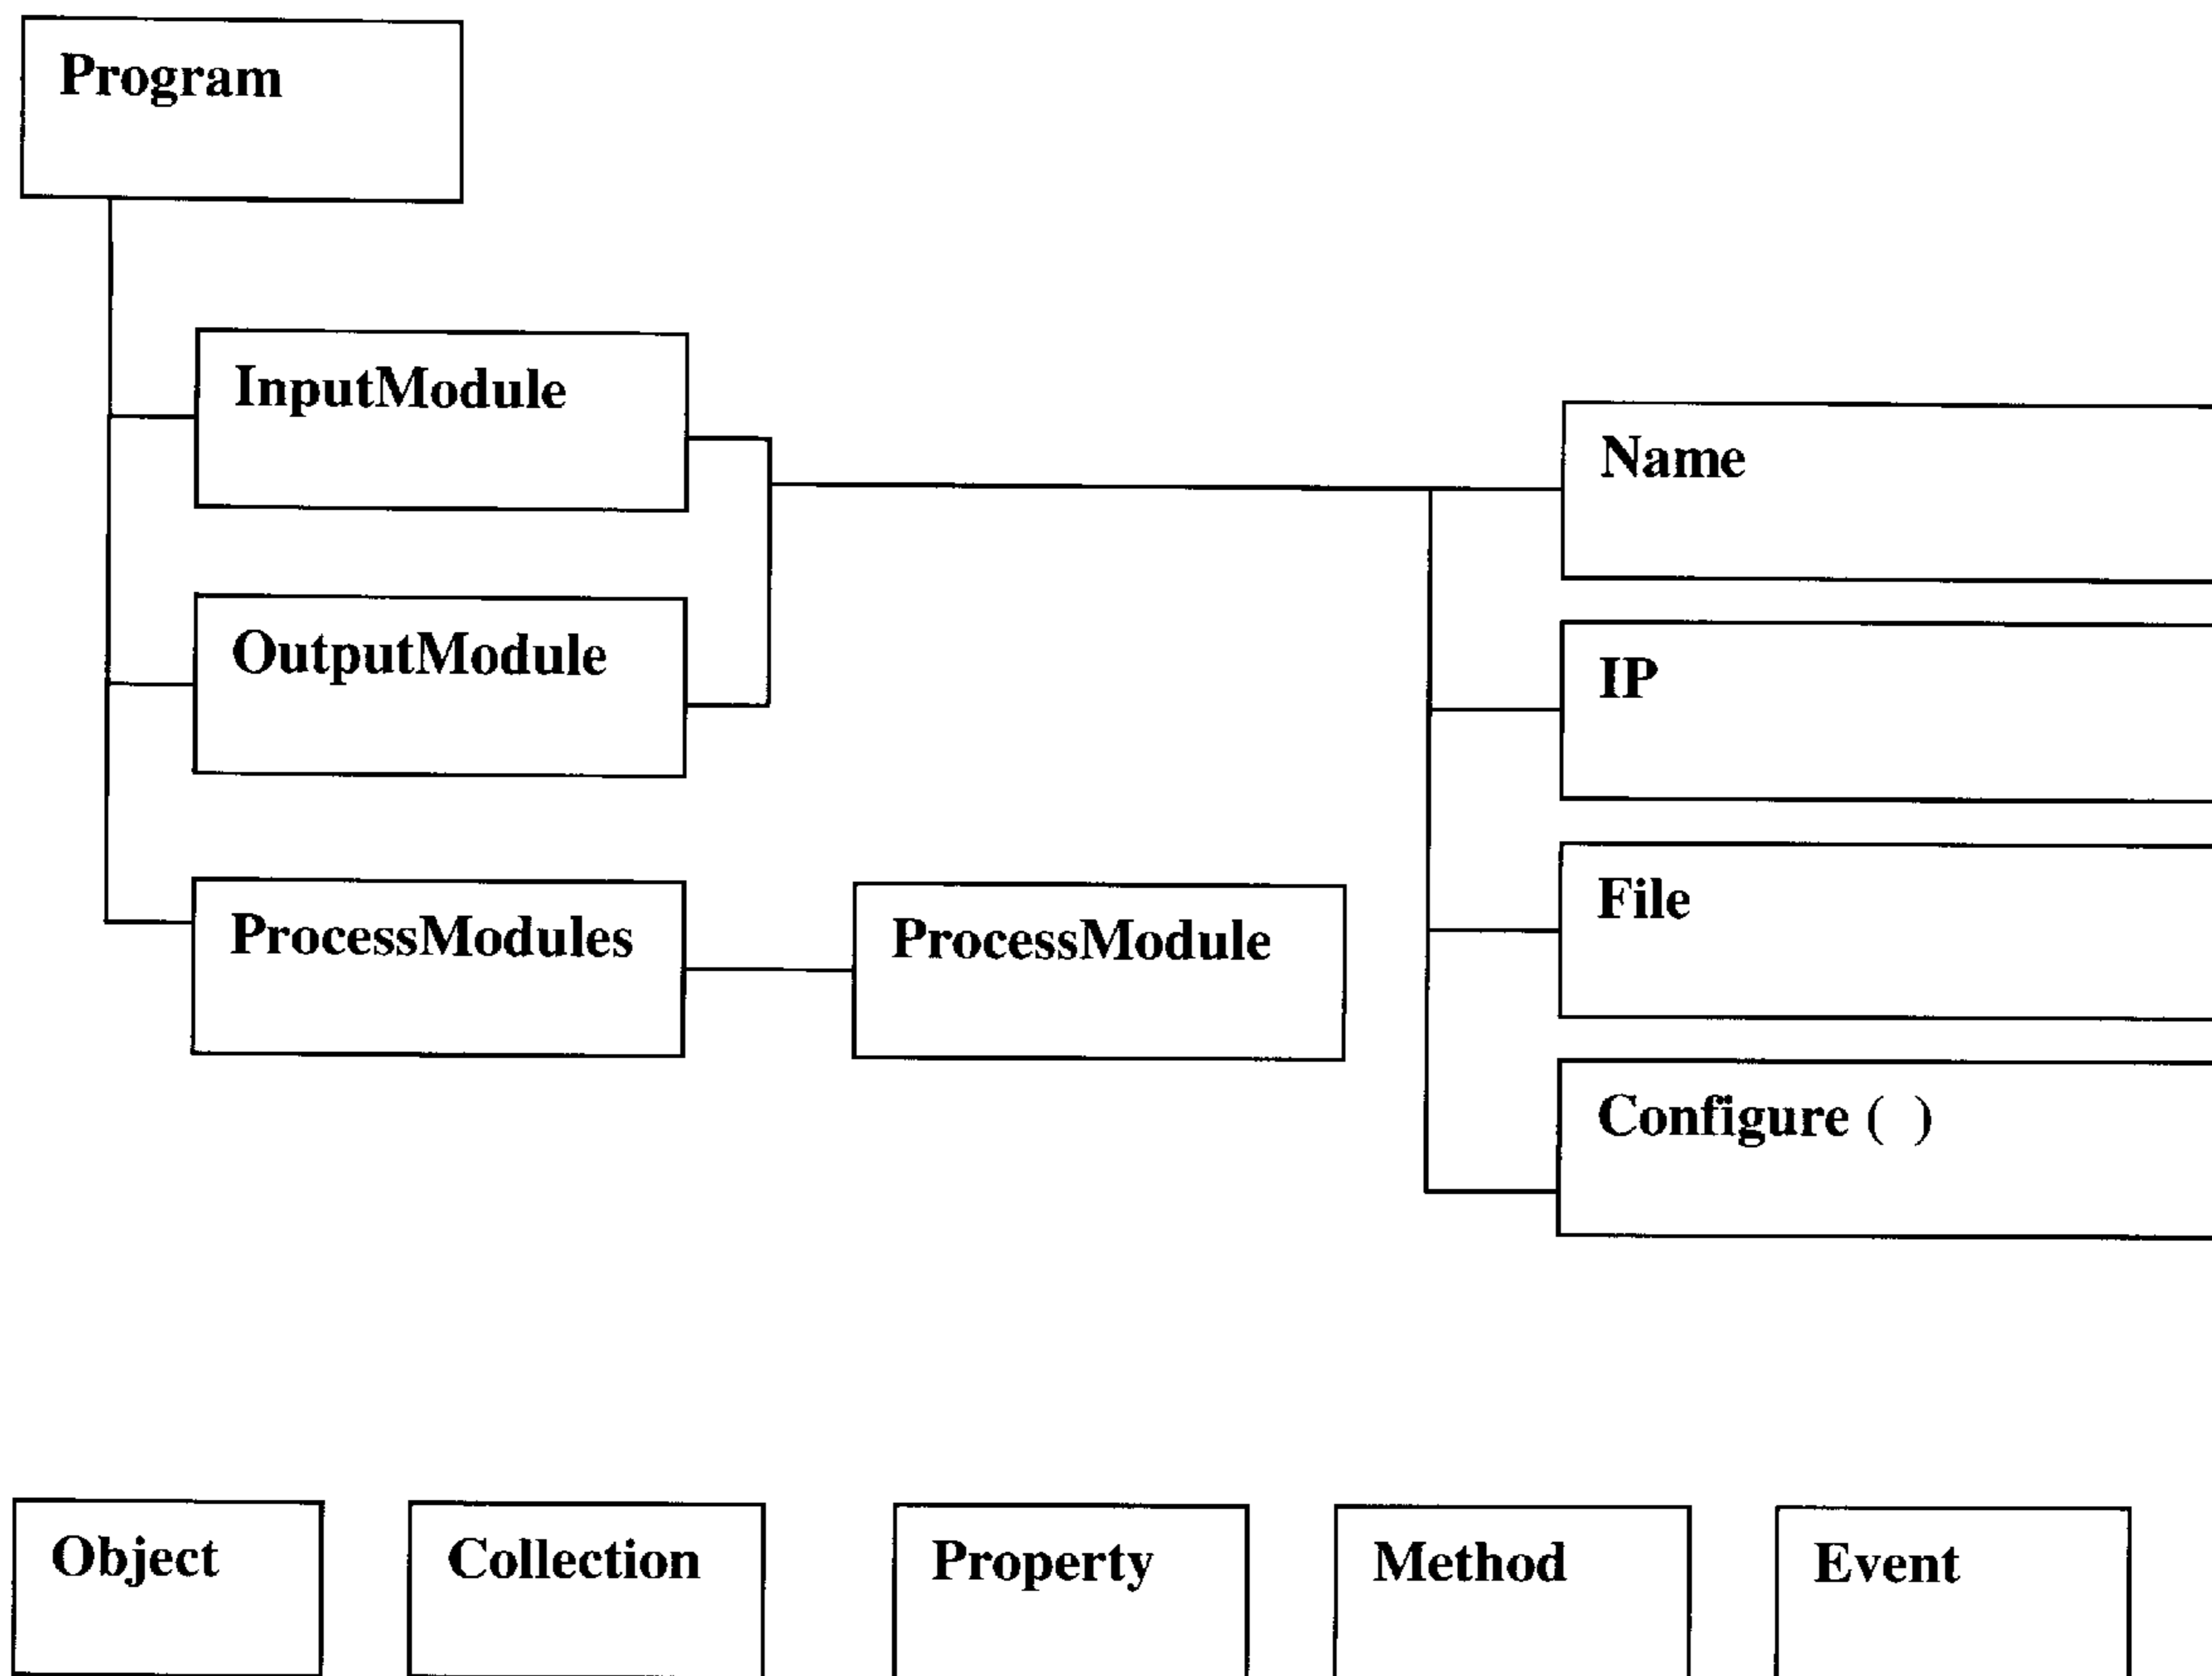 Program
InputModule
Name
OutputModule
IP
File
ProcessModules
ProcessModule
Configure ( )
Object
Collection
Property
Method
Event